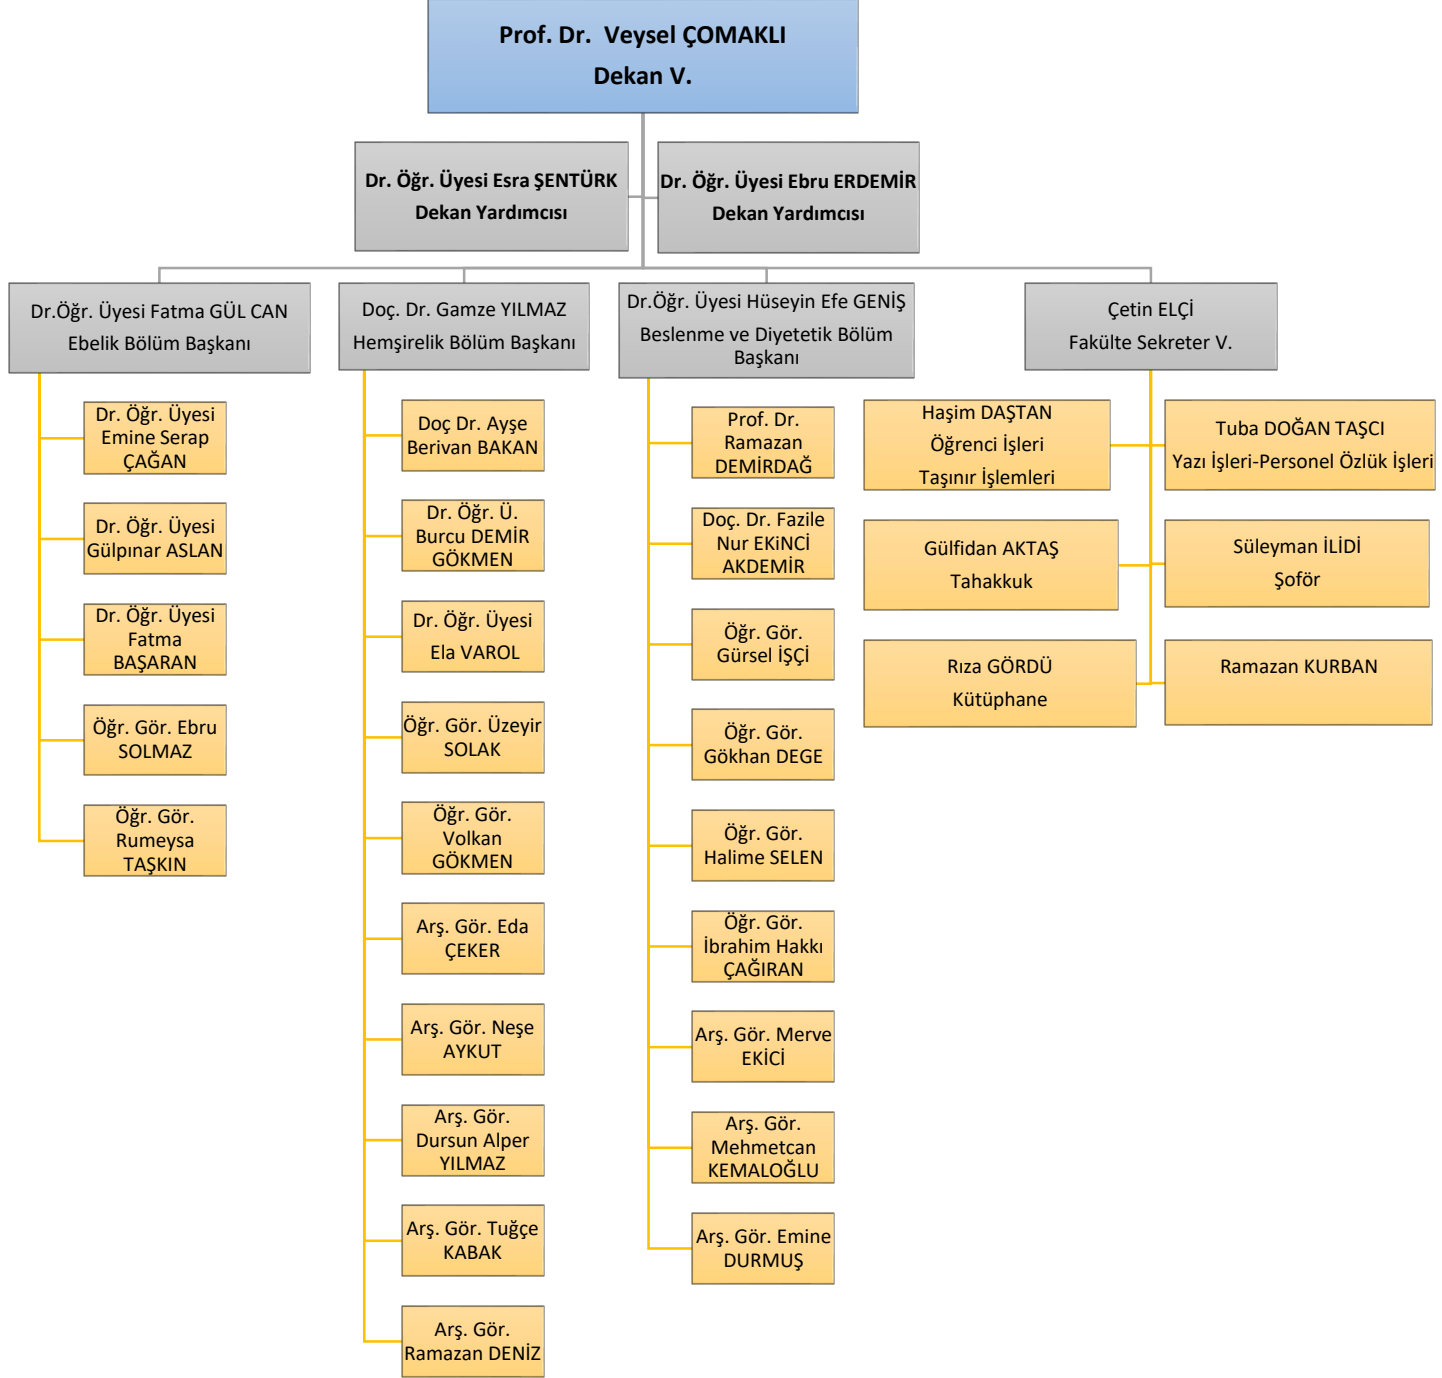 Prof. Dr. Veysel ÇOMAKLI
Dekan V.
Dr. Öğr. Üyesi Esra ŞENTÜRK
Dekan Yardımcısı
Dr. Öğr. Üyesi Ebru ERDEMİR
Dekan Yardımcısı
Dr.Öğr. Üyesi Fatma GÜL CAN
Ebelik Bölüm Başkanı
Dr. Öğr. Üyesi
Emine Serap
ÇAĞAN
Dr. Öğr. Üyesi
Gülpınar ASLAN
Dr. Öğr. Üyesi
Fatma
BAŞARAN
Öğr. Gör. Ebru
SOLMAZ
Öğr. Gör.
Rumeysa
TAŞKIN
Doç. Dr. Gamze YILMAZ
Hemşirelik Bölüm Başkanı
Doç Dr. Ayşe
Berivan BAKAN
Dr. Öğr. Ü.
Burcu DEMİR
GÖKMEN
Dr. Öğr. Üyesi
Ela VAROL
Öğr. Gör. Üzeyir
SOLAK
Öğr. Gör.
Volkan
GÖKMEN
Arş. Gör. Eda
ÇEKER
Arş. Gör. Neşe
AYKUT
Arş. Gör.
Dursun Alper
YILMAZ
Arş. Gör. Tuğçe
KABAK
Arş. Gör.
Ramazan DENİZ
Dr.Öğr. Üyesi Hüseyin Efe GENİŞ
Beslenme ve Diyetetik Bölüm
Başkanı
Prof. Dr.
Ramazan
DEMİRDAĞ
Doç. Dr. Fazile
Nur EKiNCİ
AKDEMİR
Öğr. Gör.
Gürsel İŞÇİ
Öğr. Gör.
Gökhan DEGE
Öğr. Gör.
Halime SELEN
Öğr. Gör.
İbrahim Hakkı
ÇAĞIRAN
Arş. Gör. Merve
EKİCİ
Arş. Gör.
Mehmetcan
KEMALOĞLU
Arş. Gör. Emine
DURMUŞ
Çetin ELÇİ
Fakülte Sekreter V.
Haşim DAŞTAN
Öğrenci İşleri
Taşınır İşlemleri
Tuba DOĞAN TAŞCI
Yazı İşleri-Personel Özlük İşleri
Gülfidan AKTAŞ
Tahakkuk
Süleyman İLİDİ
Şoför
Rıza GÖRDÜ
Kütüphane
Ramazan KURBAN